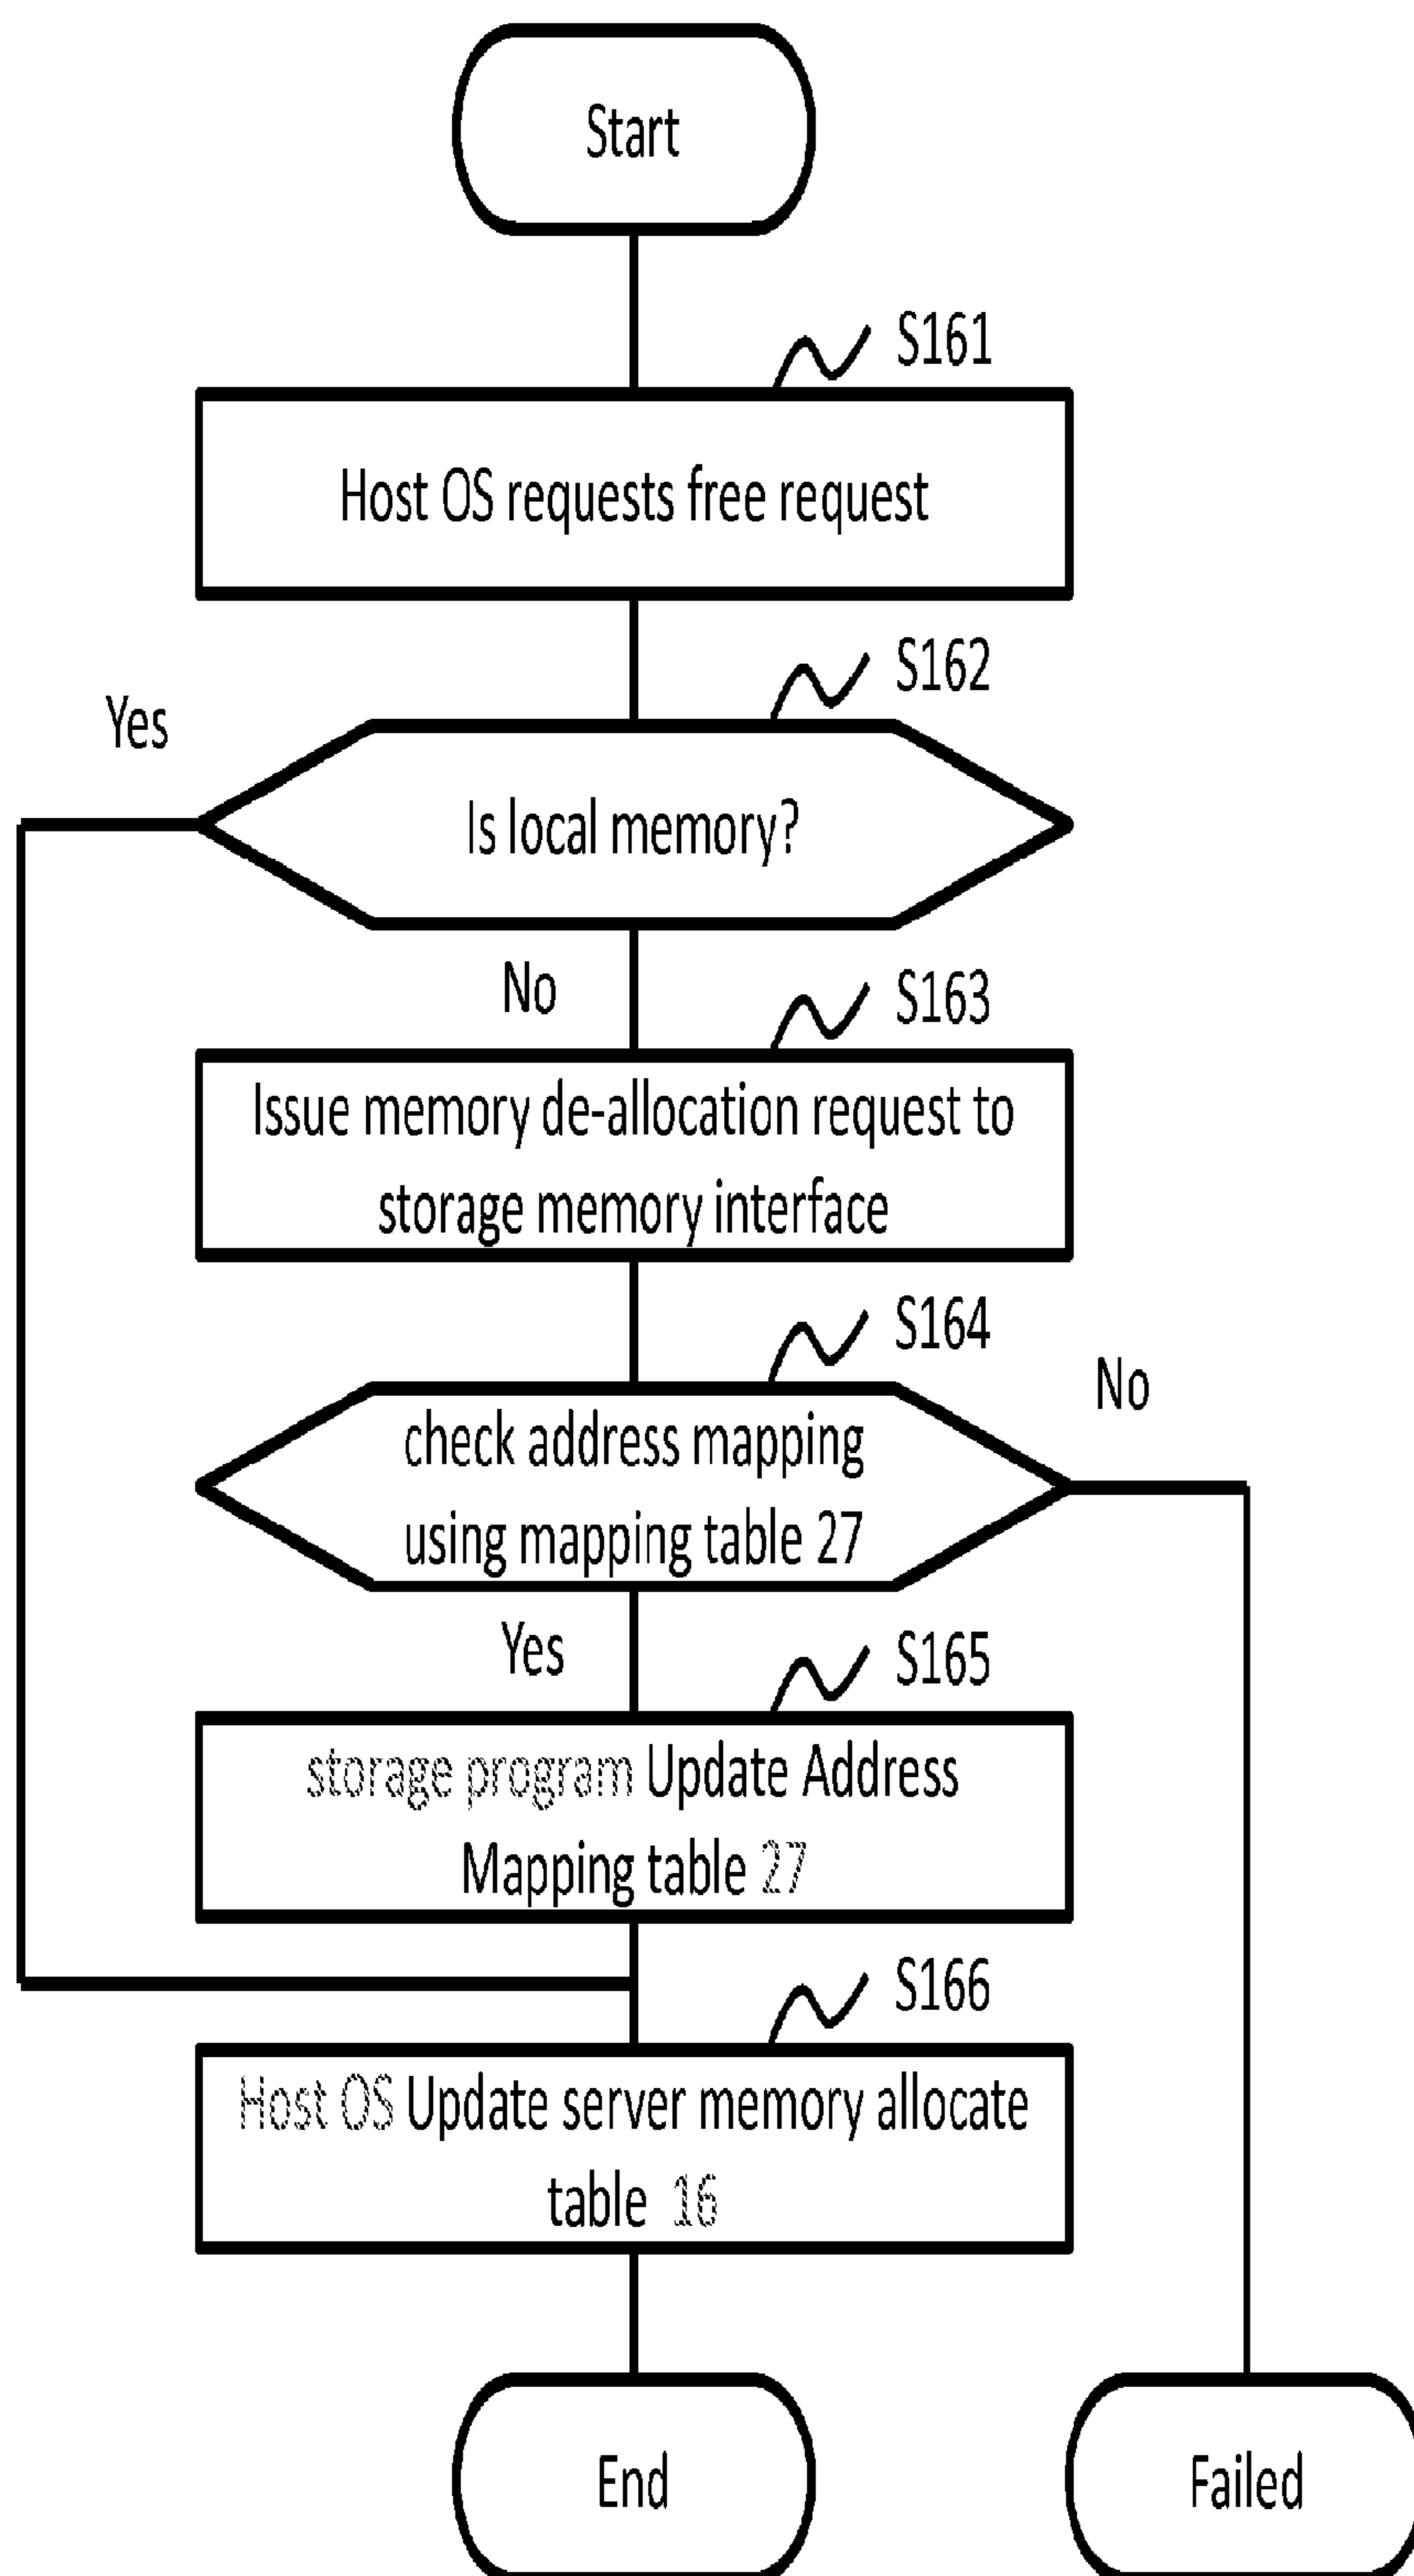 Start
S161
Host OS requests free request
S162
Yes
Is local memory?
No
S163
Issue memory de-allocation request to
storage memory interface
S164
No
check address mapping
using mapping table 27
Yes
S165
storage program Update Address
Mapping table 27
S166
Host OS Update server memory allocate
table 16
End
Failed